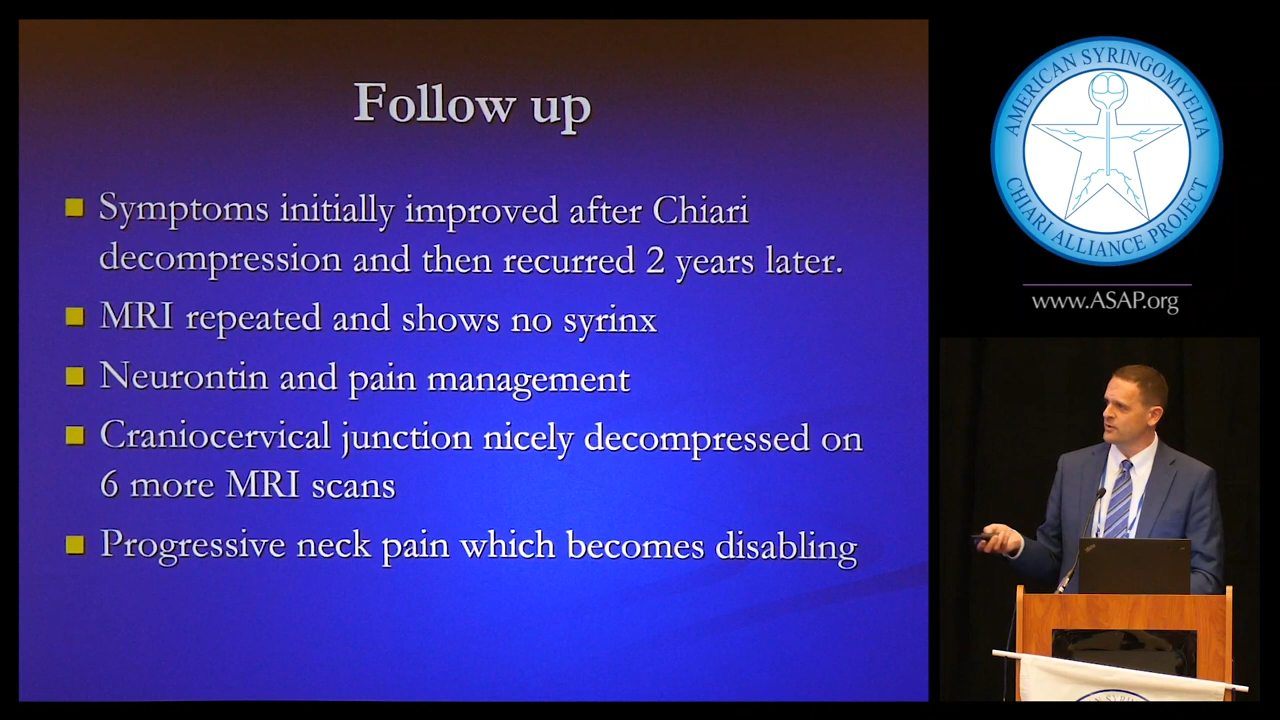 Follow up
Symptoms initially improved after Chiari
decompression and then recurred 2 years later.
MRI repeated and shows no syrinx
Neurontin and pain management
Craniocervical junction nicely decompressed on
6 more MRI scans
Progressive neck pain which becomes disabling
AMERICAN SYRINGOMYELIA
CHIARI ALLIANCE PROJECT
www.ASAP.org